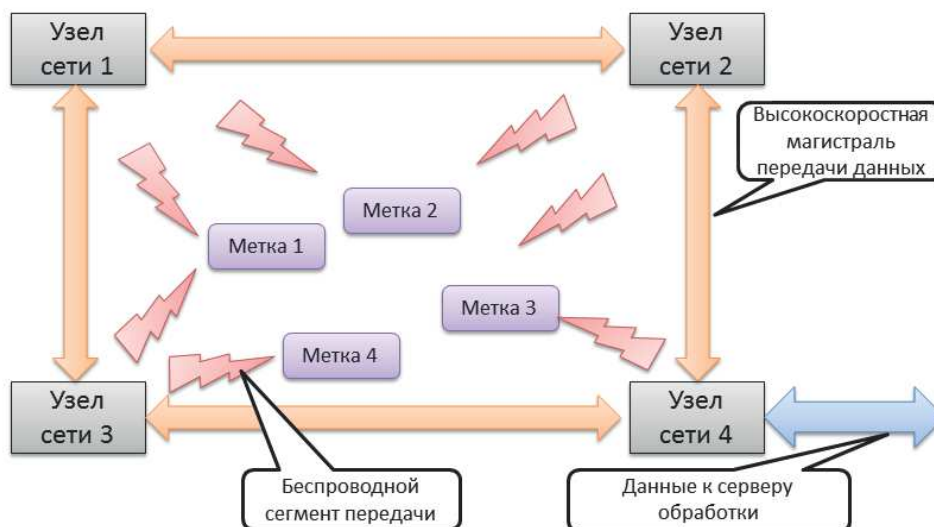 Узел
сети 1
Узел
сети 2
Высокоскоростная
магистраль
передачи данных
Метка 2
Метка 1
Метка 3
Метка 4
Узел
сети 3
Узел
сети 4
Беспроводной
сегмент передачи
Данные к серверу
обработки